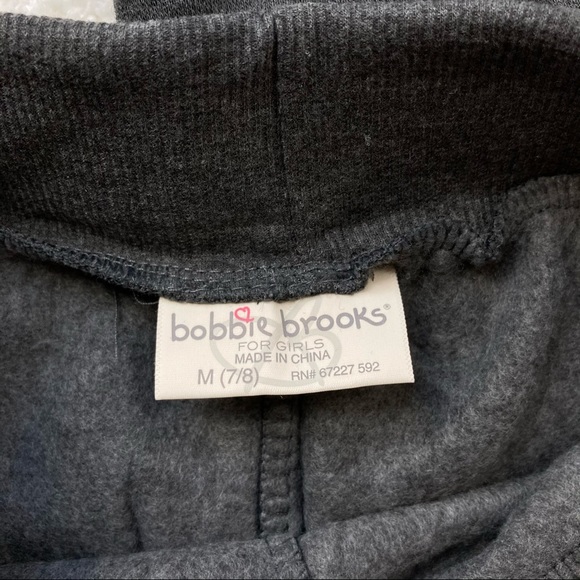 bobbie brooks®
FOR GIRLS
MADE IN CHINA
M (7/8) RN# 67227 592